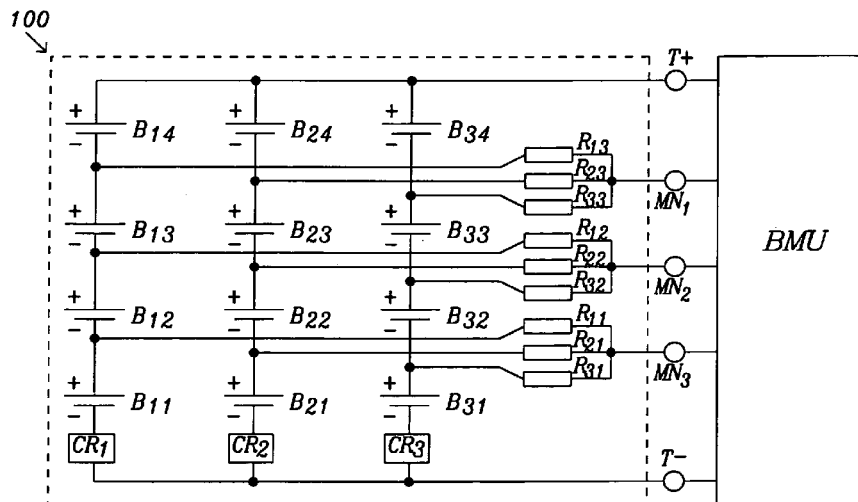 100
T+
+ + +
B14 B24 B34
− − −
R13
R23
R33
MN1
+ + +
B13 B23 B33
− − −
R12
R22
R32
MN2
BMU
+ + +
B12 B22 B32
− − −
R11
R21
R31
MN3
+ + +
B11 B21 B31
− − −
CR1 CR2 CR3
T−